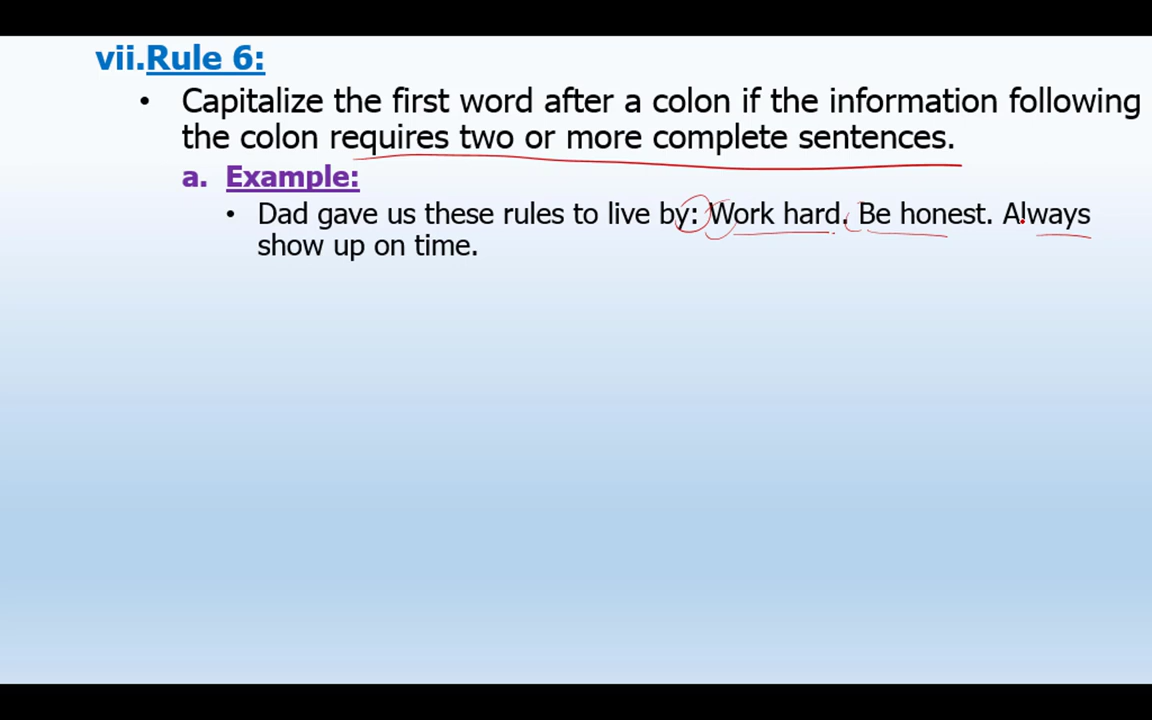 vii.Rule 6:
• Capitalize the first word after a colon if the information following
the colon requires two or more complete sentences.
a. Example:
• Dad gave us these rules to live by: Work hard. Be honest. Always
show up on time.